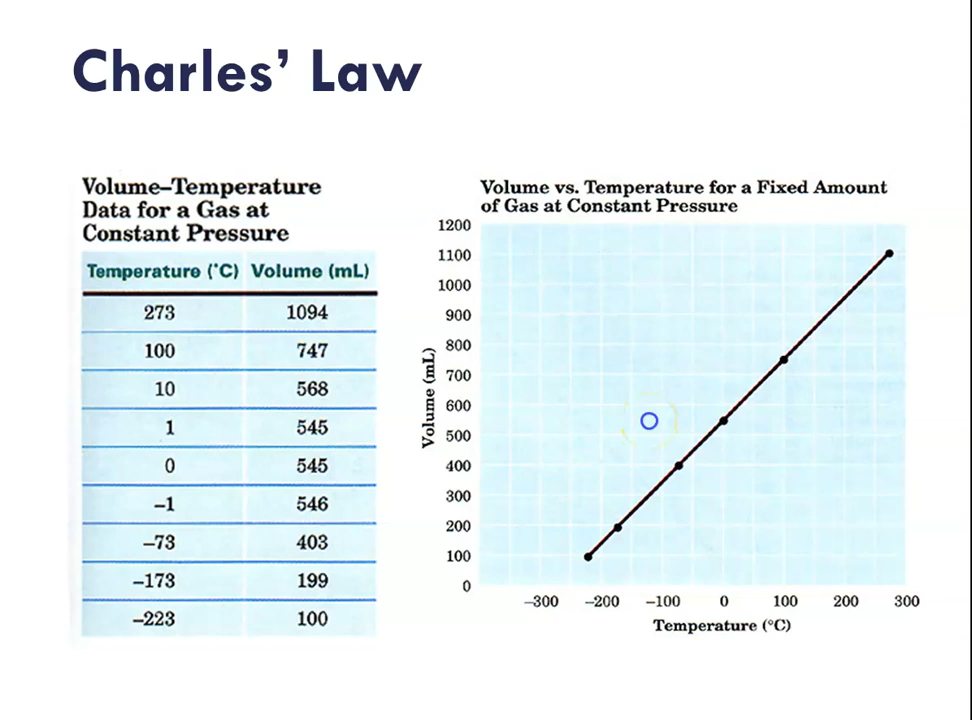 Charles’ Law
Volume–Temperature
Data for a Gas at
Constant Pressure
Temperature (°C) Volume (mL)
273 1094
100 747
10 568
1 545
0 545
–1 546
–73 403
–173 199
–223 100
Volume vs. Temperature for a Fixed Amount
of Gas at Constant Pressure
1200
1100
1000
900
800
700
600
500
400
300
200
100
0
Volume (mL)
–300 –200 –100 0 100 200 300
Temperature (°C)